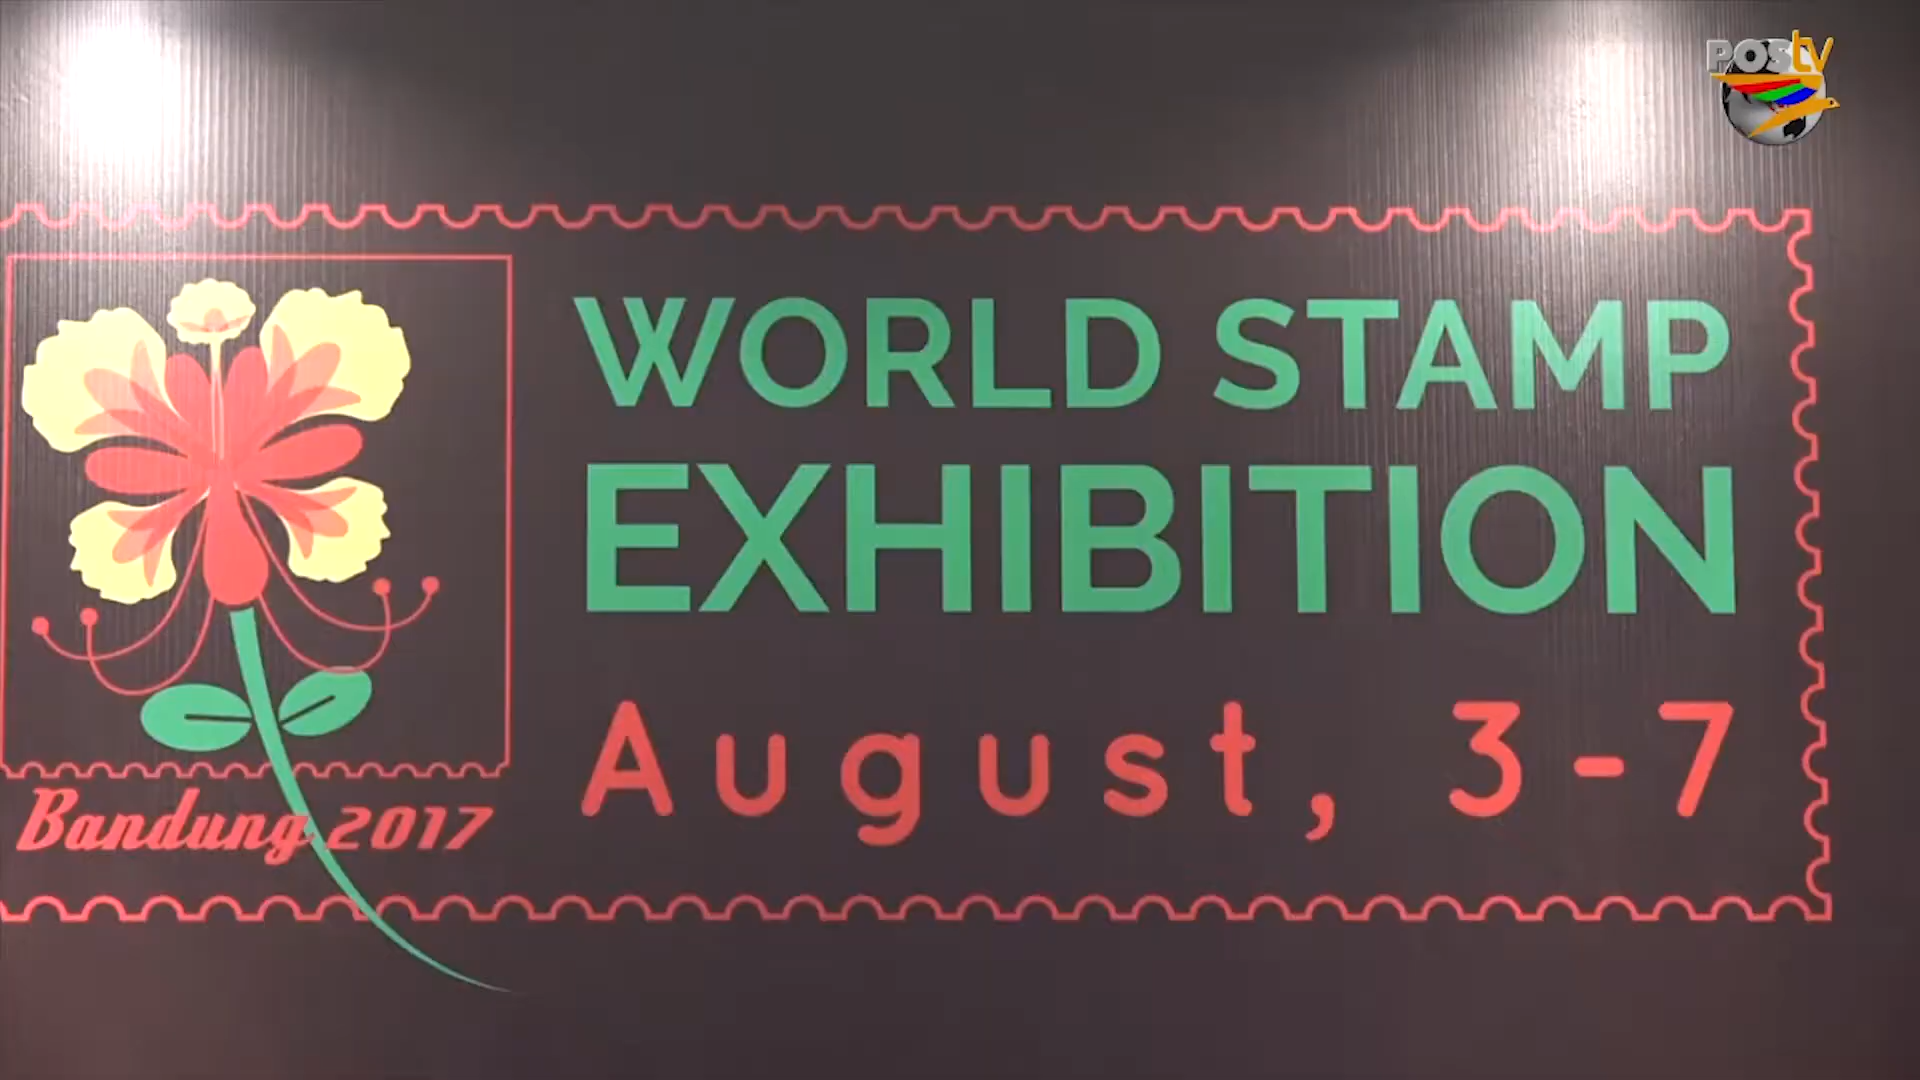 POStv
WORLD STAMP
EXHIBITION
August, 3-7
Bandung 2017